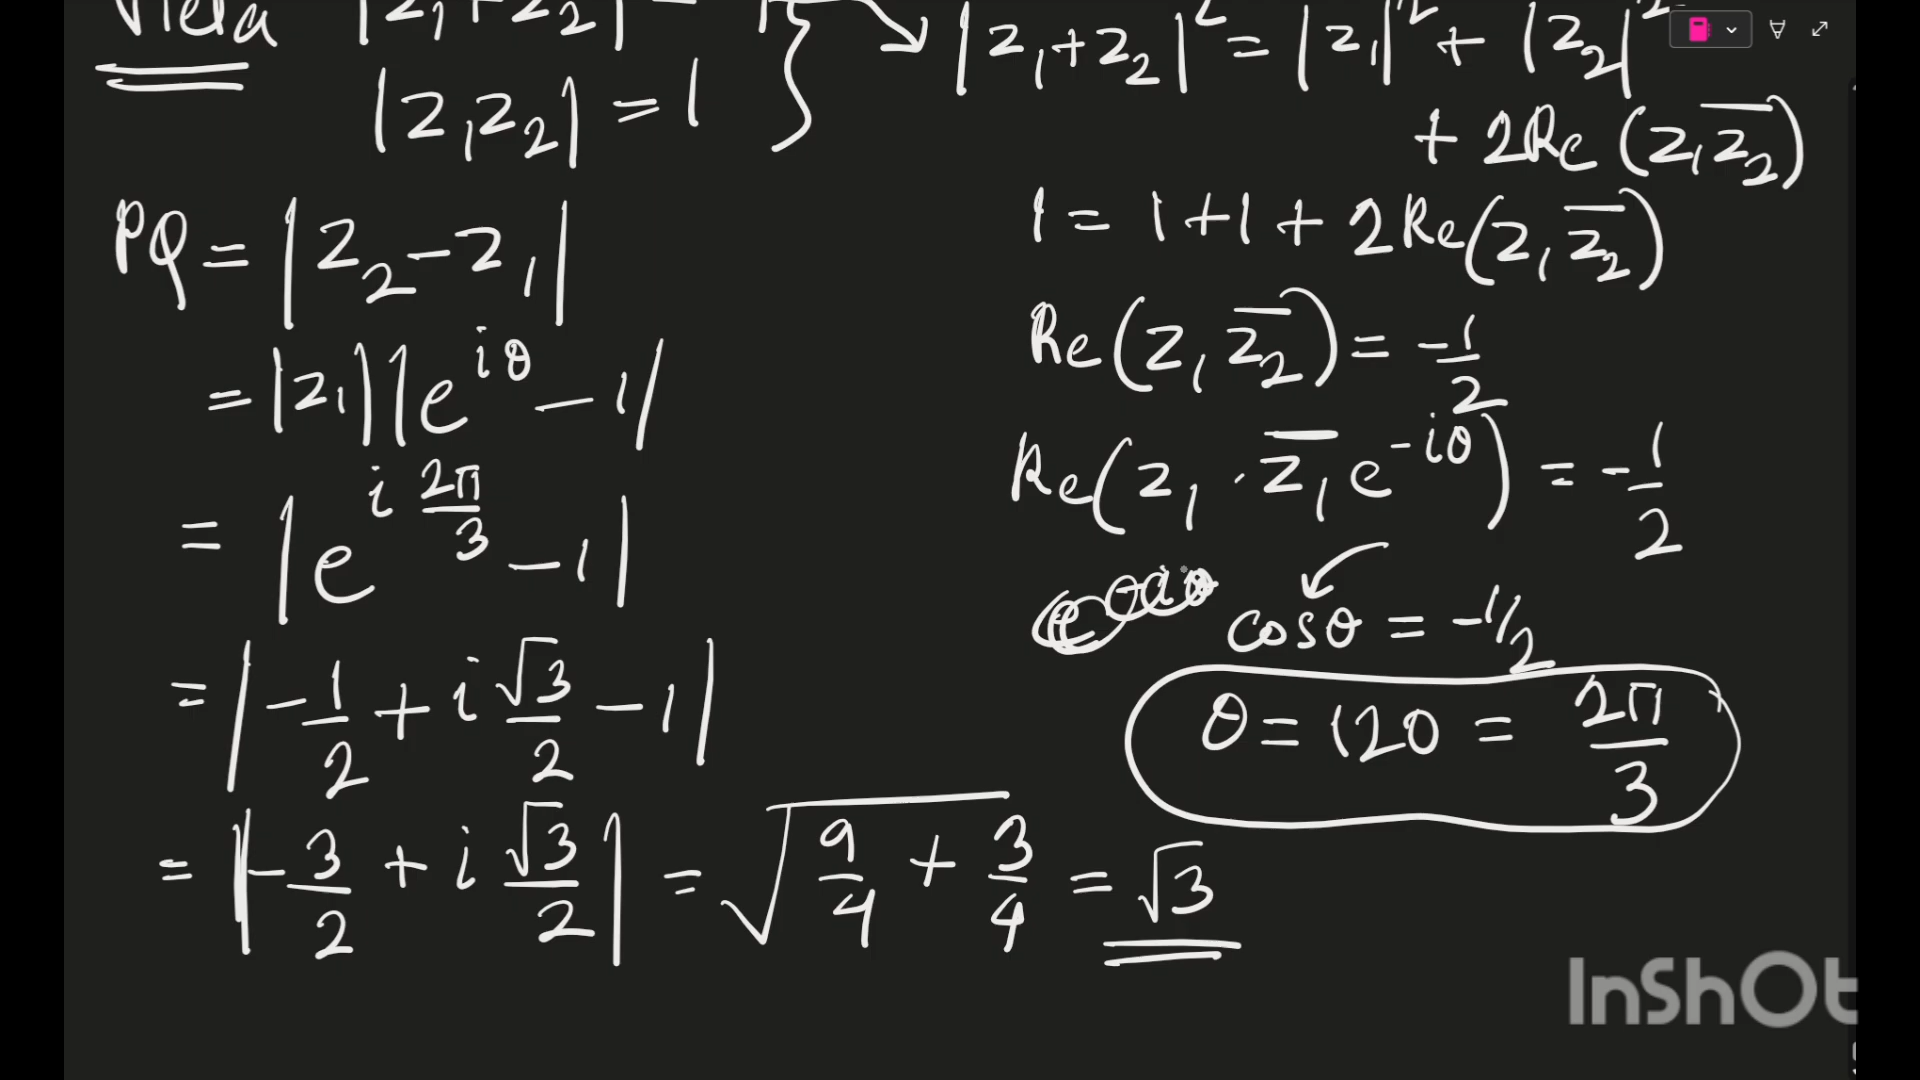 Vieta |z₁+z₂| = 1
|z₁z₂| = 1
PQ = |z₂ - z₁|
= |z₁| |e^{iθ} - 1|
= |e^{i 2π/3} - 1|
= |-1/2 + i √3/2 - 1|
= |-3/2 + i √3/2| = √(9/4 + 3/4) = √3
|z₁+z₂|² = |z₁|² + |z₂|²
+ 2Re(z₁z̅₂)
1 = 1 + 1 + 2Re(z₁z̅₂)
Re(z₁z̅₂) = -1/2
Re(z₁ · z̅₁e^{-iθ}) = -1/2
cosθ = -1/2
θ = 120 = 2π/3
InShOt